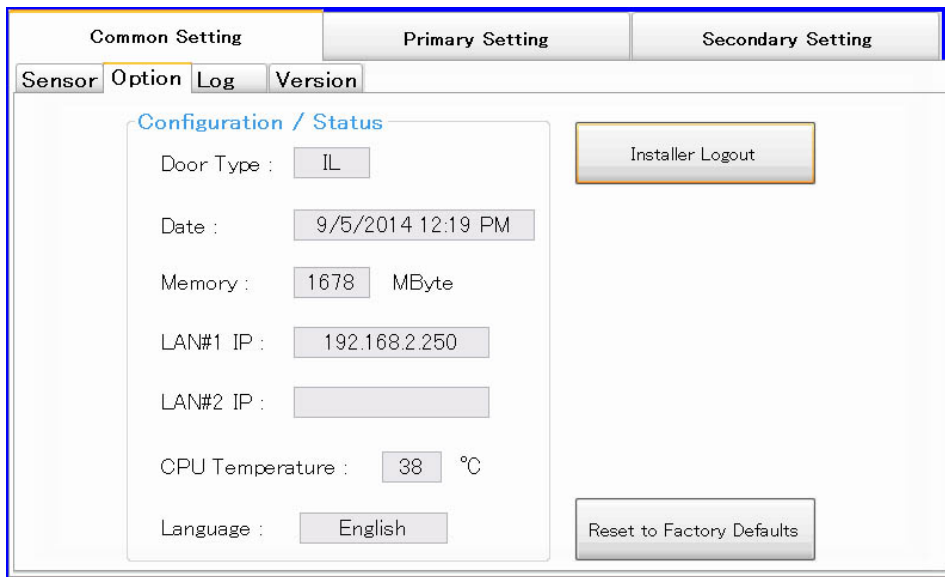 Common Setting Primary Setting Secondary Setting
Sensor Option Log Version
Configuration / Status
Installer Logout
Door Type : IL
Date : 9/5/2014 12:19 PM
Memory : 1678 MByte
LAN#1 IP : 192.168.2.250
LAN#2 IP :
CPU Temperature : 38 °C
Language : English
Reset to Factory Defaults